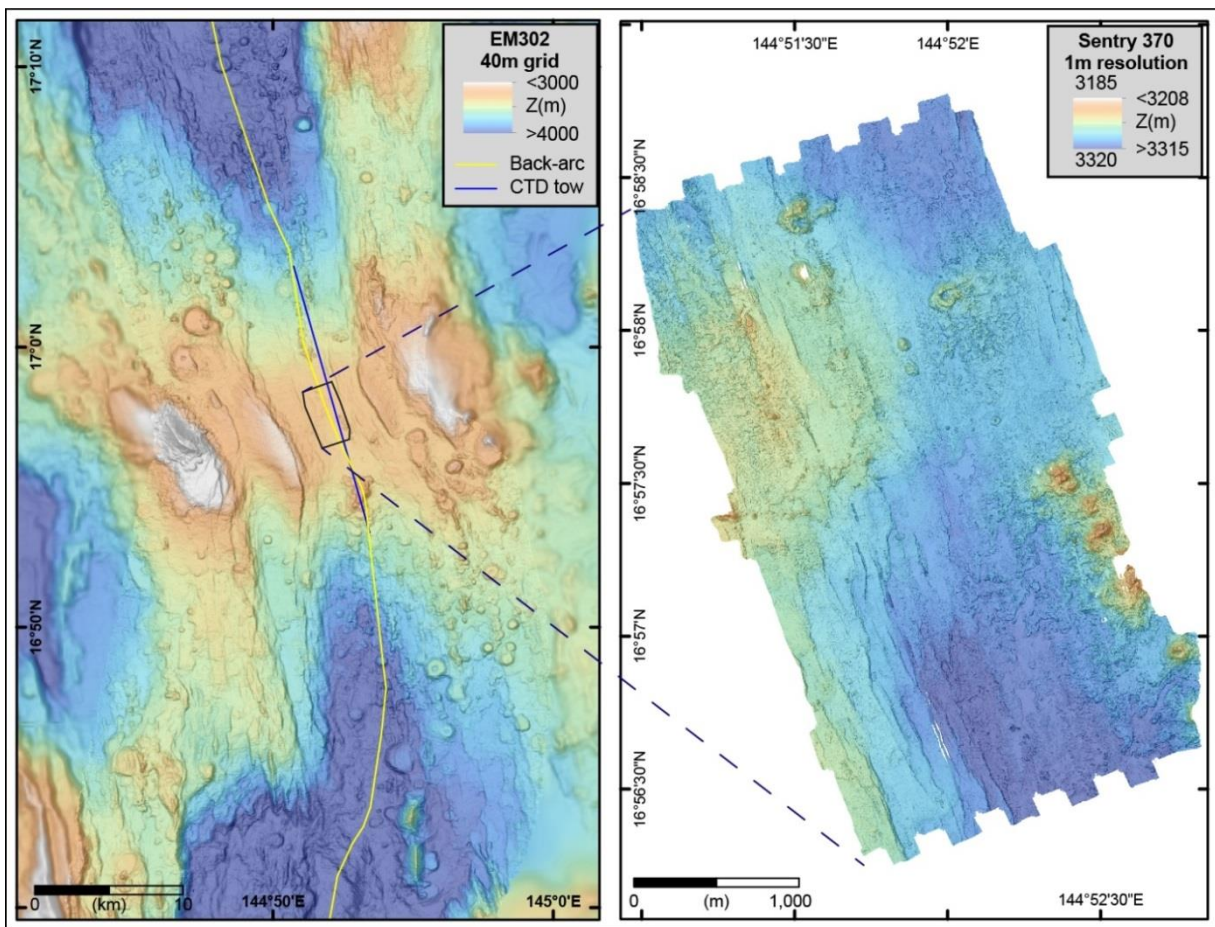 EM302
40m grid
<3000
Z(m)
>4000
Back-arc
CTD tow
17°10'N
17°0'N
16°50'N
0
(km)
10
144°50'E
145°0'E
144°51'30"E
144°52'E
Sentry 370
1m resolution
3185
<3208
Z(m)
3320
>3315
16°58'30"N
16°58'N
16°57'30"N
16°57'N
16°56'30"N
0
(m)
1,000
144°52'30"E